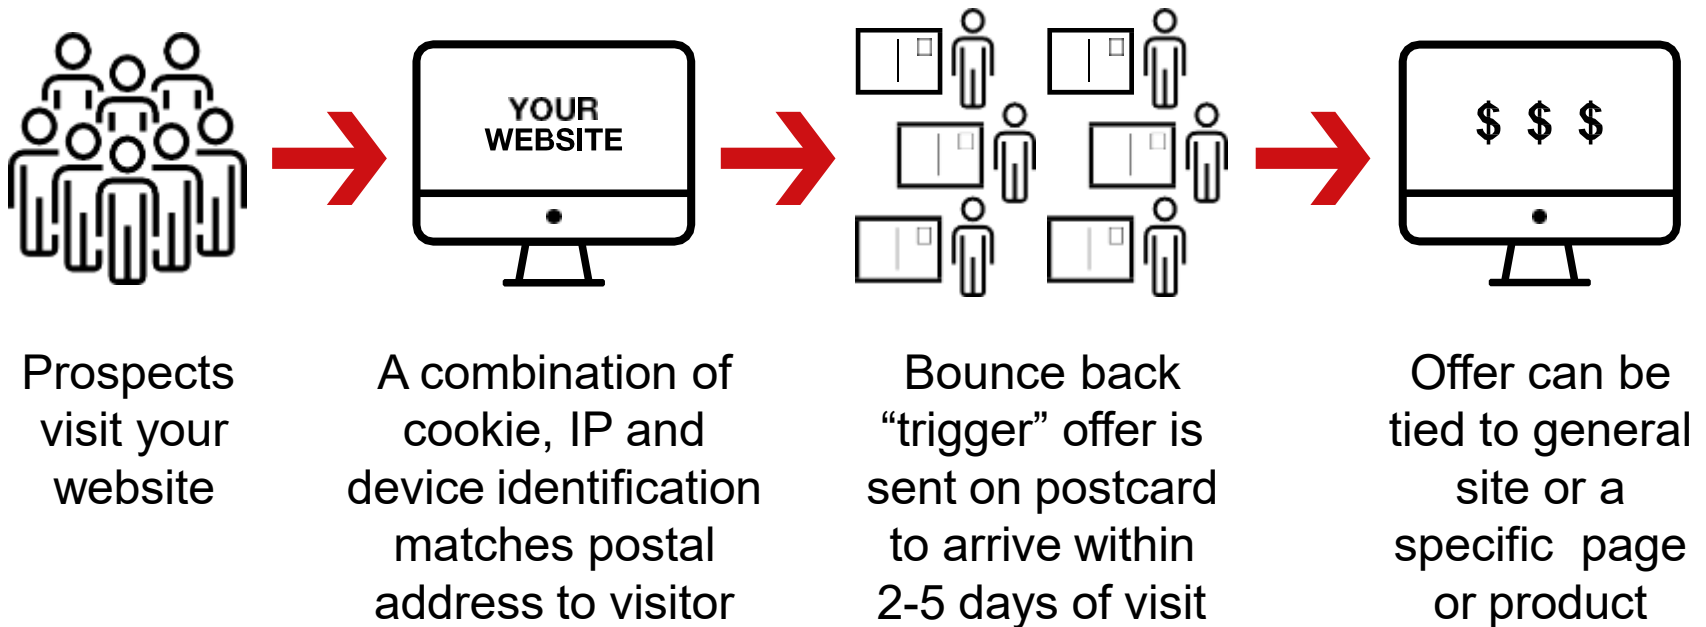 YOUR
WEBSITE
$ $ $
Prospects
visit your
website
A combination of
cookie, IP and
device identification
matches postal
address to visitor
Bounce back
“trigger” offer is
sent on postcard
to arrive within
2-5 days of visit
Offer can be
tied to general
site or a
specific  page
or product